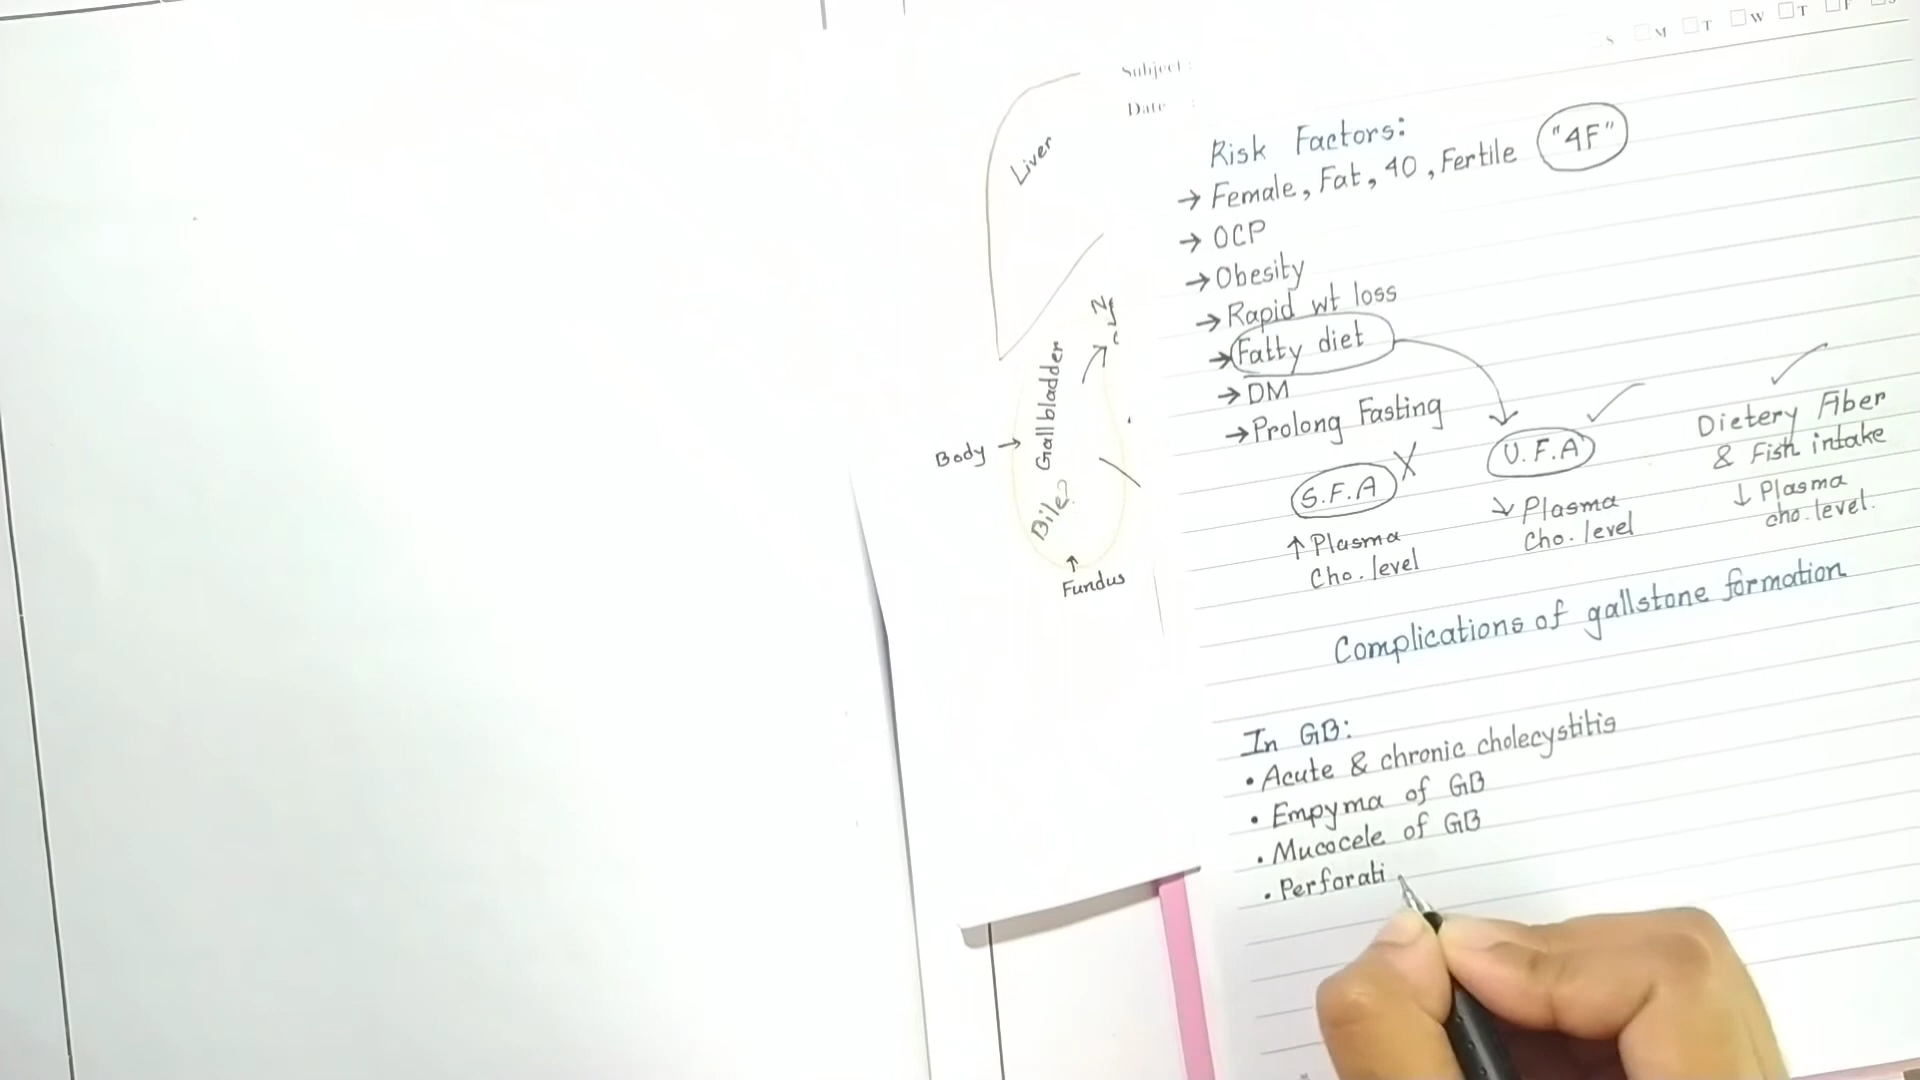 S M T W T F S
Subject :
Date :
Liver
Gallbladder
Body →
Bile?
↑
Fundus
Risk Factors:
→ Female, Fat, 40, Fertile "4F"
→ OCP
→ Obesity
→ Rapid wt loss
→ Fatty diet
→ DM
→ Prolong Fasting
S.F.A X
↑ Plasma
Cho. level
U.F.A
↓ Plasma
Cho. level
Dietery Fiber
& Fish intake
↓ Plasma
cho. level.
Complications of gallstone formation
In GB:
• Acute & chronic cholecystitis
• Empyma of GB
• Mucocele of GB
• Perforati